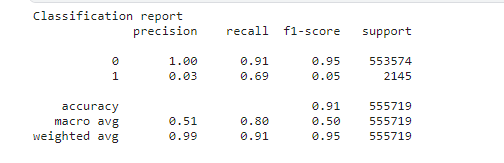 Classification report
precision recall f1-score support
0 1.00 0.91 0.95 553574
1 0.03 0.69 0.05 2145
accuracy 0.91 555719
macro avg 0.51 0.80 0.50 555719
weighted avg 0.99 0.91 0.95 555719